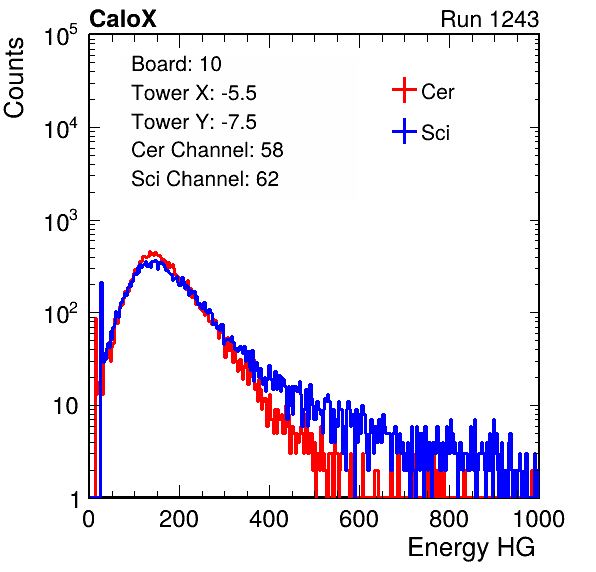 CaloX Run 1243
Counts
Board: 10
Tower X: -5.5
Tower Y: -7.5
Cer Channel: 58
Sci Channel: 62
Cer
Sci
10^5
10^4
10^3
10^2
10
1
0 200 400 600 800 1000
Energy HG